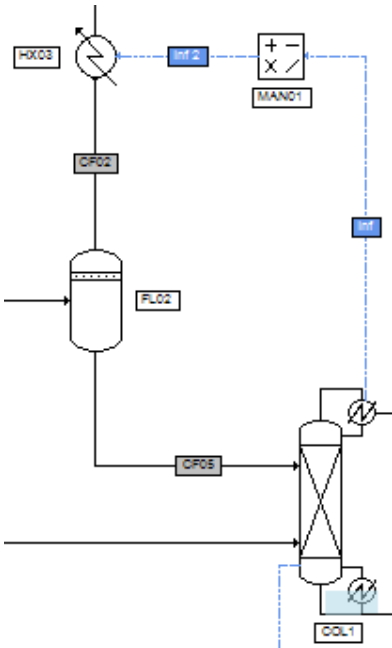 HX03
Inf 2
+ −
× ∕
MAN01
CF02
Inf
FL02
CF05
COL1